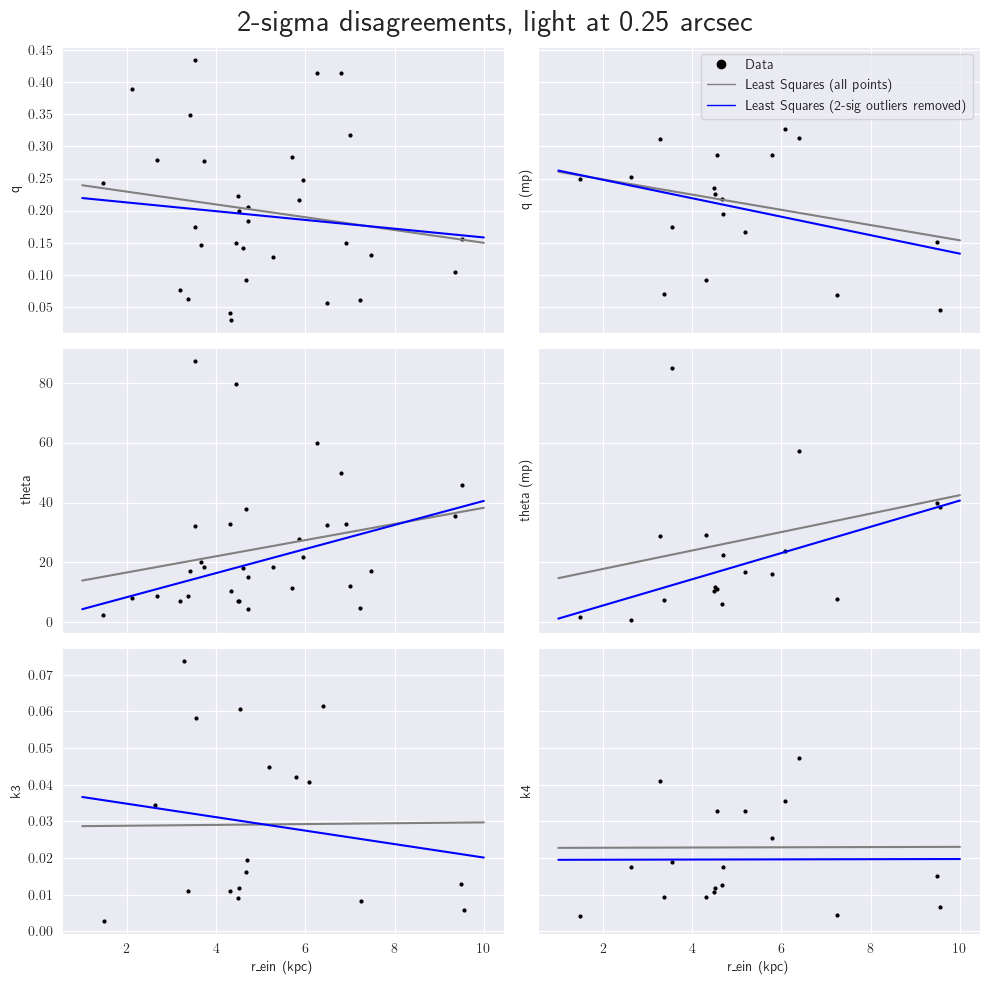 2-sigma disagreements, light at 0.25 arcsec
0.45
0.40
0.35
0.30
0.25
0.20
0.15
0.10
0.05
q
Data
Least Squares (all points)
Least Squares (2-sig outliers removed)
q (mp)
80
60
40
20
0
theta
theta (mp)
0.07
0.06
0.05
0.04
0.03
0.02
0.01
0.00
k3
2 4 6 8 10
r_ein (kpc)
k4
2 4 6 8 10
r_ein (kpc)